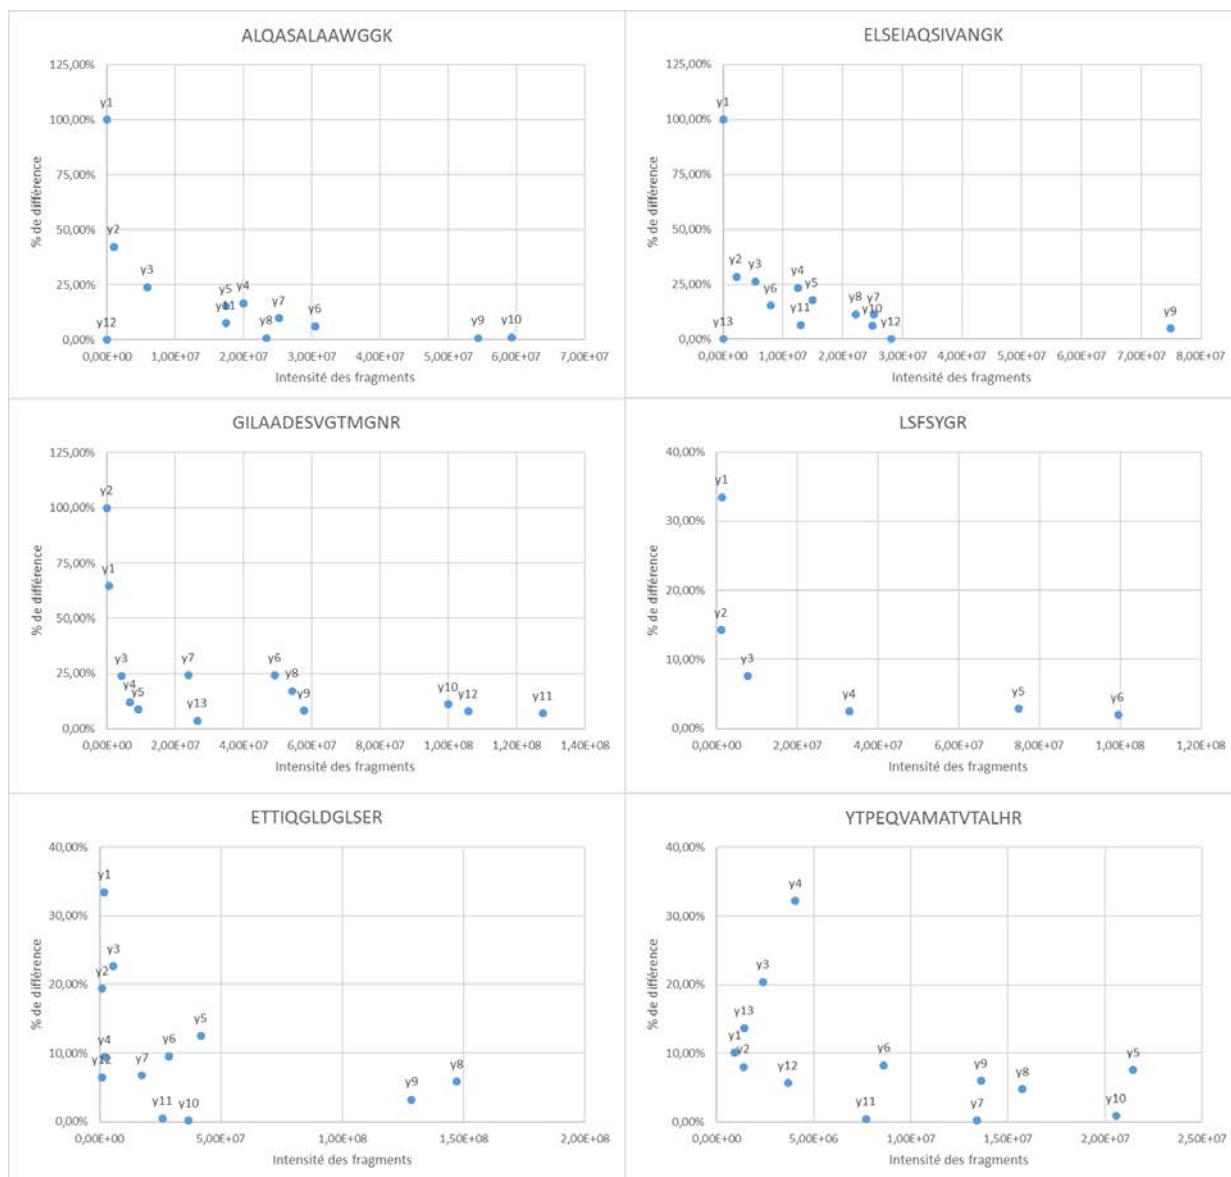 ALQASALAAWGGK
125,00%
100,00%
75,00%
50,00%
25,00%
0,00%
% de différence
y1
y2
y3
y5
y4
y11
y7
y6
y8
y9
y10
y12
0,00E+00 1,00E+07 2,00E+07 3,00E+07 4,00E+07 5,00E+07 6,00E+07 7,00E+07
Intensité des fragments
ELSEIAQSIVANGK
125,00%
100,00%
75,00%
50,00%
25,00%
0,00%
% de différence
y1
y2
y3
y4
y6
y5
y11
y8
y7
y10
y9
y13
y12
0,00E+00 1,00E+07 2,00E+07 3,00E+07 4,00E+07 5,00E+07 6,00E+07 7,00E+07 8,00E+07
Intensité des fragments
GILAADESVGTMGNR
125,00%
100,00%
75,00%
50,00%
25,00%
0,00%
% de différence
y2
y1
y3
y7
y6
y8
y4
y5
y13
y9
y10
y12
y11
0,00E+00 2,00E+07 4,00E+07 6,00E+07 8,00E+07 1,00E+08 1,20E+08 1,40E+08
Intensité des fragments
LSFSYGR
40,00%
30,00%
20,00%
10,00%
0,00%
% de différence
y1
y2
y3
y4
y5
y6
0,00E+00 2,00E+07 4,00E+07 6,00E+07 8,00E+07 1,00E+08 1,20E+08
Intensité des fragments
ETTIQGLDGLSER
40,00%
30,00%
20,00%
10,00%
0,00%
% de différence
y1
y3
y2
y5
y4
y6
y12
y7
y8
y9
y11
y10
0,00E+00 5,00E+07 1,00E+08 1,50E+08 2,00E+08
Intensité des fragments
YTPEQVAMATVTALHR
40,00%
30,00%
20,00%
10,00%
0,00%
% de différence
y4
y3
y13
y1
y2
y6
y12
y9
y8
y5
y11
y7
y10
0,00E+00 5,00E+06 1,00E+07 1,50E+07 2,00E+07 2,50E+07
Intensité des fragments